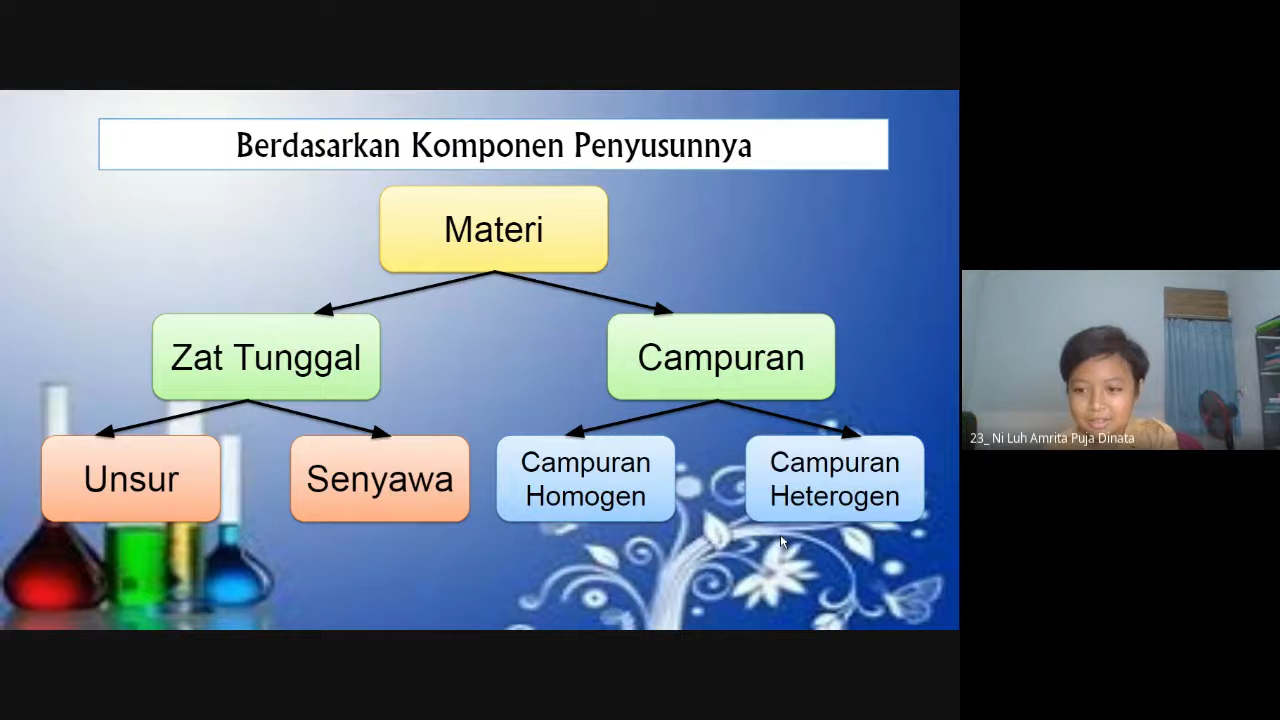 Berdasarkan Komponen Penyusunnya
Materi
Zat Tunggal
Campuran
Unsur
Senyawa
Campuran
Homogen
Campuran
Heterogen
23_ Ni Luh Amrita Puja Dinata